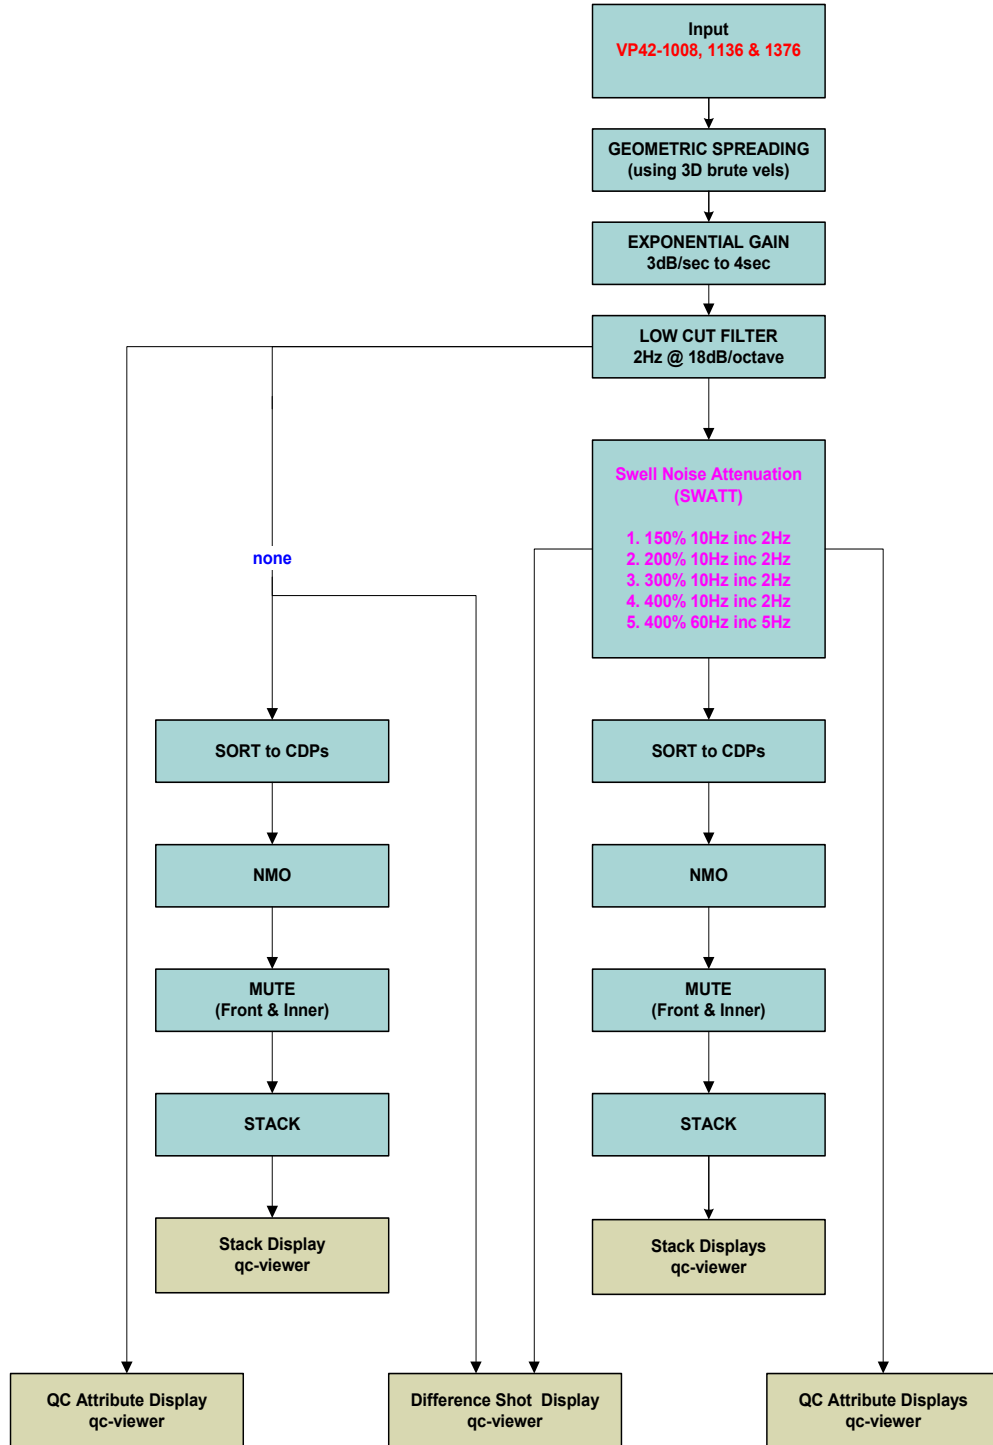 Input
VP42-1008, 1136 & 1376
GEOMETRIC SPREADING
(using 3D brute vels)
EXPONENTIAL GAIN
3dB/sec to 4sec
LOW CUT FILTER
2Hz @ 18dB/octave
Swell Noise Attenuation
(SWATT)
1. 150% 10Hz inc 2Hz
2. 200% 10Hz inc 2Hz
3. 300% 10Hz inc 2Hz
4. 400% 10Hz inc 2Hz
5. 400% 60Hz inc 5Hz
none
SORT to CDPs
SORT to CDPs
NMO
NMO
MUTE
(Front & Inner)
MUTE
(Front & Inner)
STACK
STACK
Stack Display
qc-viewer
Stack Displays
qc-viewer
QC Attribute Display
qc-viewer
Difference Shot Display
qc-viewer
QC Attribute Displays
qc-viewer